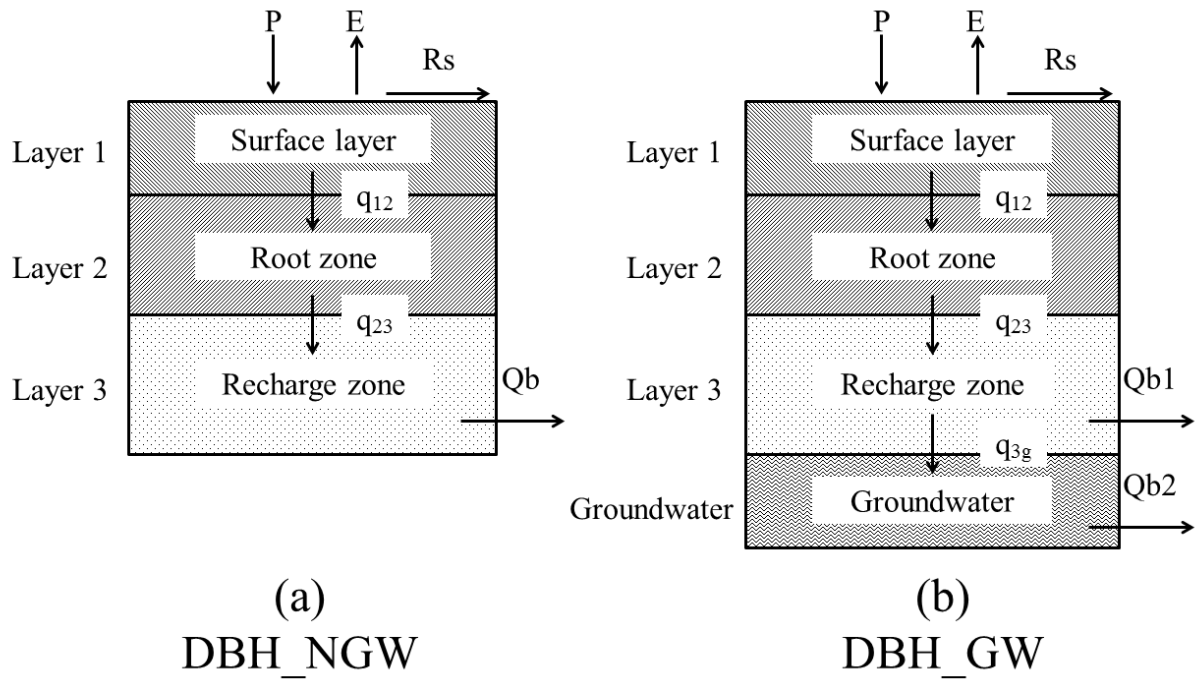 P
E
Rs
Layer 1
Surface layer
q12
Layer 2
Root zone
q23
Layer 3
Recharge zone
Qb
(a)
DBH_NGW
P
E
Rs
Layer 1
Surface layer
q12
Layer 2
Root zone
q23
Layer 3
Recharge zone
Qb1
q3g
Groundwater
Groundwater
Qb2
(b)
DBH_GW